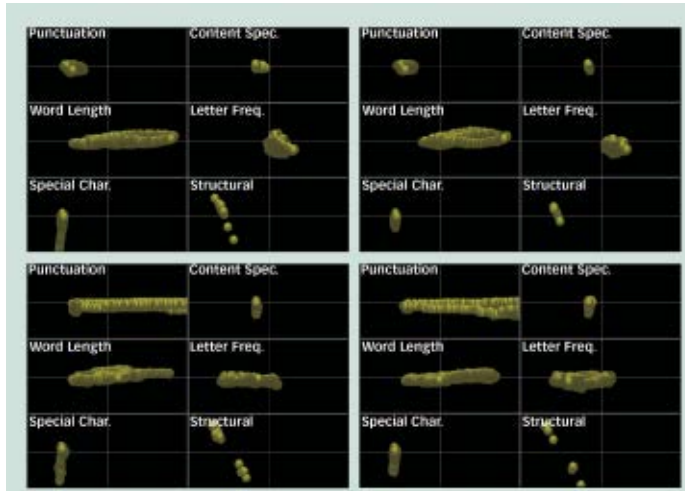 Punctuation Content Spec.
Word Length Letter Freq.
Special Char. Structural
Punctuation Content Spec.
Word Length Letter Freq.
Special Char. Structural
Punctuation Content Spec.
Word Length Letter Freq.
Special Char. Structural
Punctuation Content Spec.
Word Length Letter Freq.
Special Char. Structural